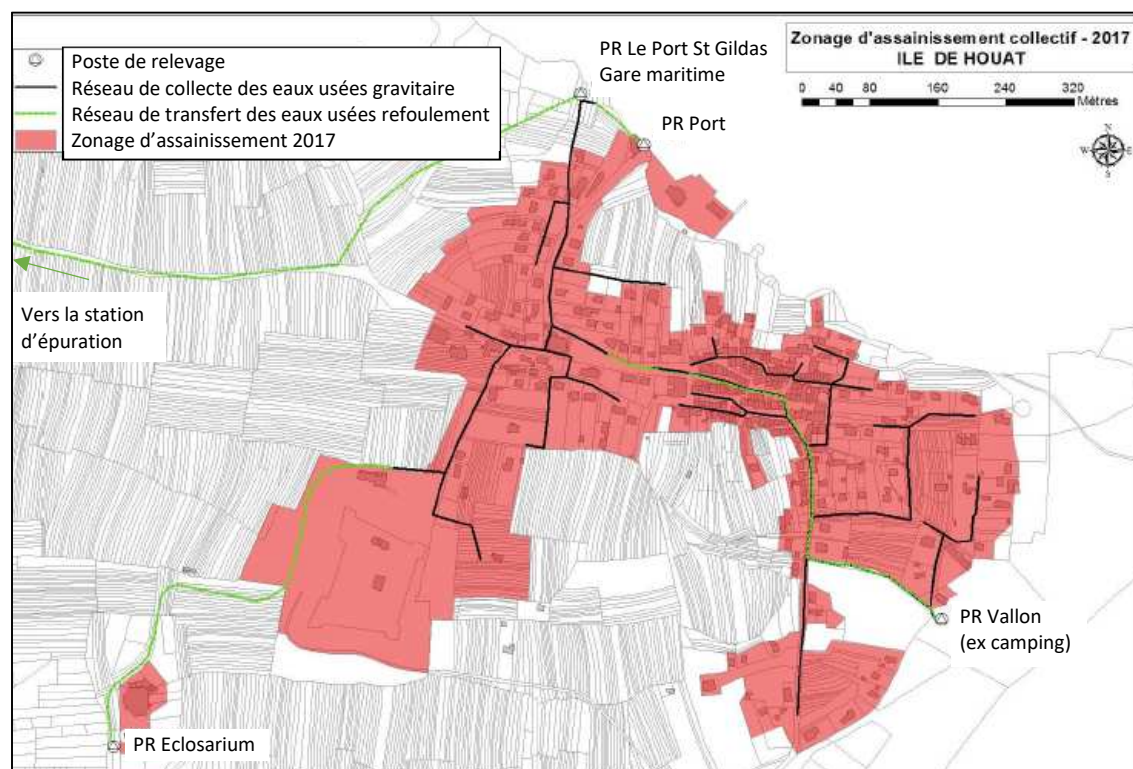 Poste de relevage
Réseau de collecte des eaux usées gravitaire
Réseau de transfert des eaux usées refoulement
Zonage d’assainissement 2017
PR Le Port St Gildas
Gare maritime
Zonage d'assainissement collectif - 2017
ILE DE HOUAT
0 40 80 160 240 320
Mètres
N
W E
S
PR Port
Vers la station
d’épuration
PR Vallon
(ex camping)
PR Eclosarium